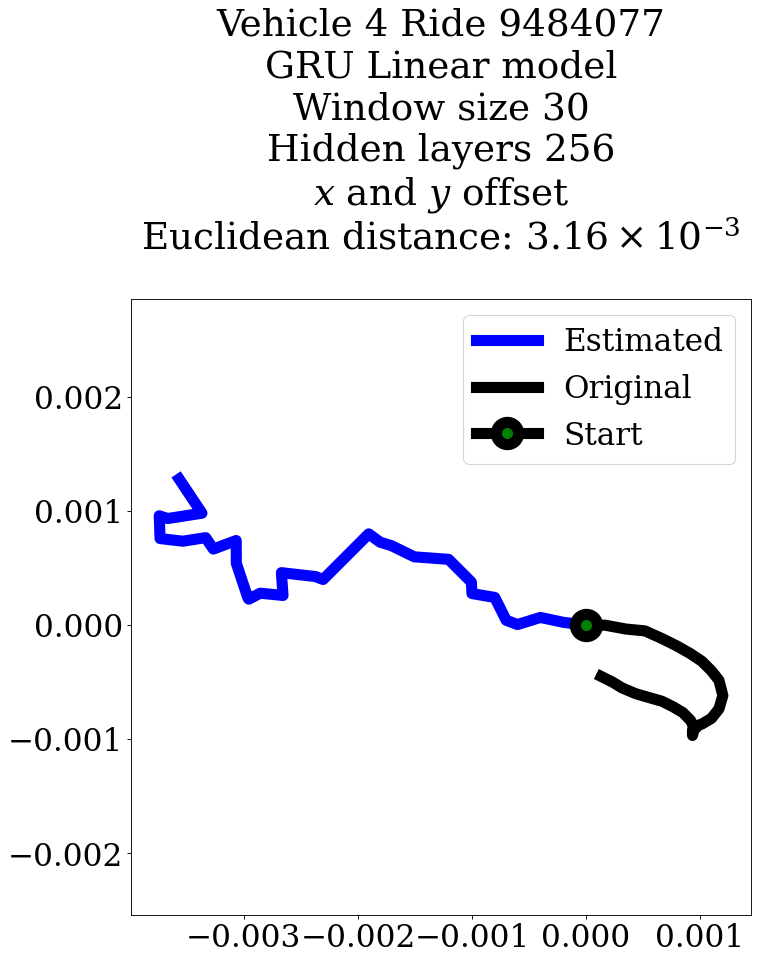 Vehicle 4 Ride 9484077
GRU Linear model
Window size 30
Hidden layers 256
x and y offset
Euclidean distance: 3.16 × 10⁻³
Estimated
Original
Start
0.002
0.001
0.000
−0.001
−0.002
−0.003 −0.002 −0.001 0.000 0.001